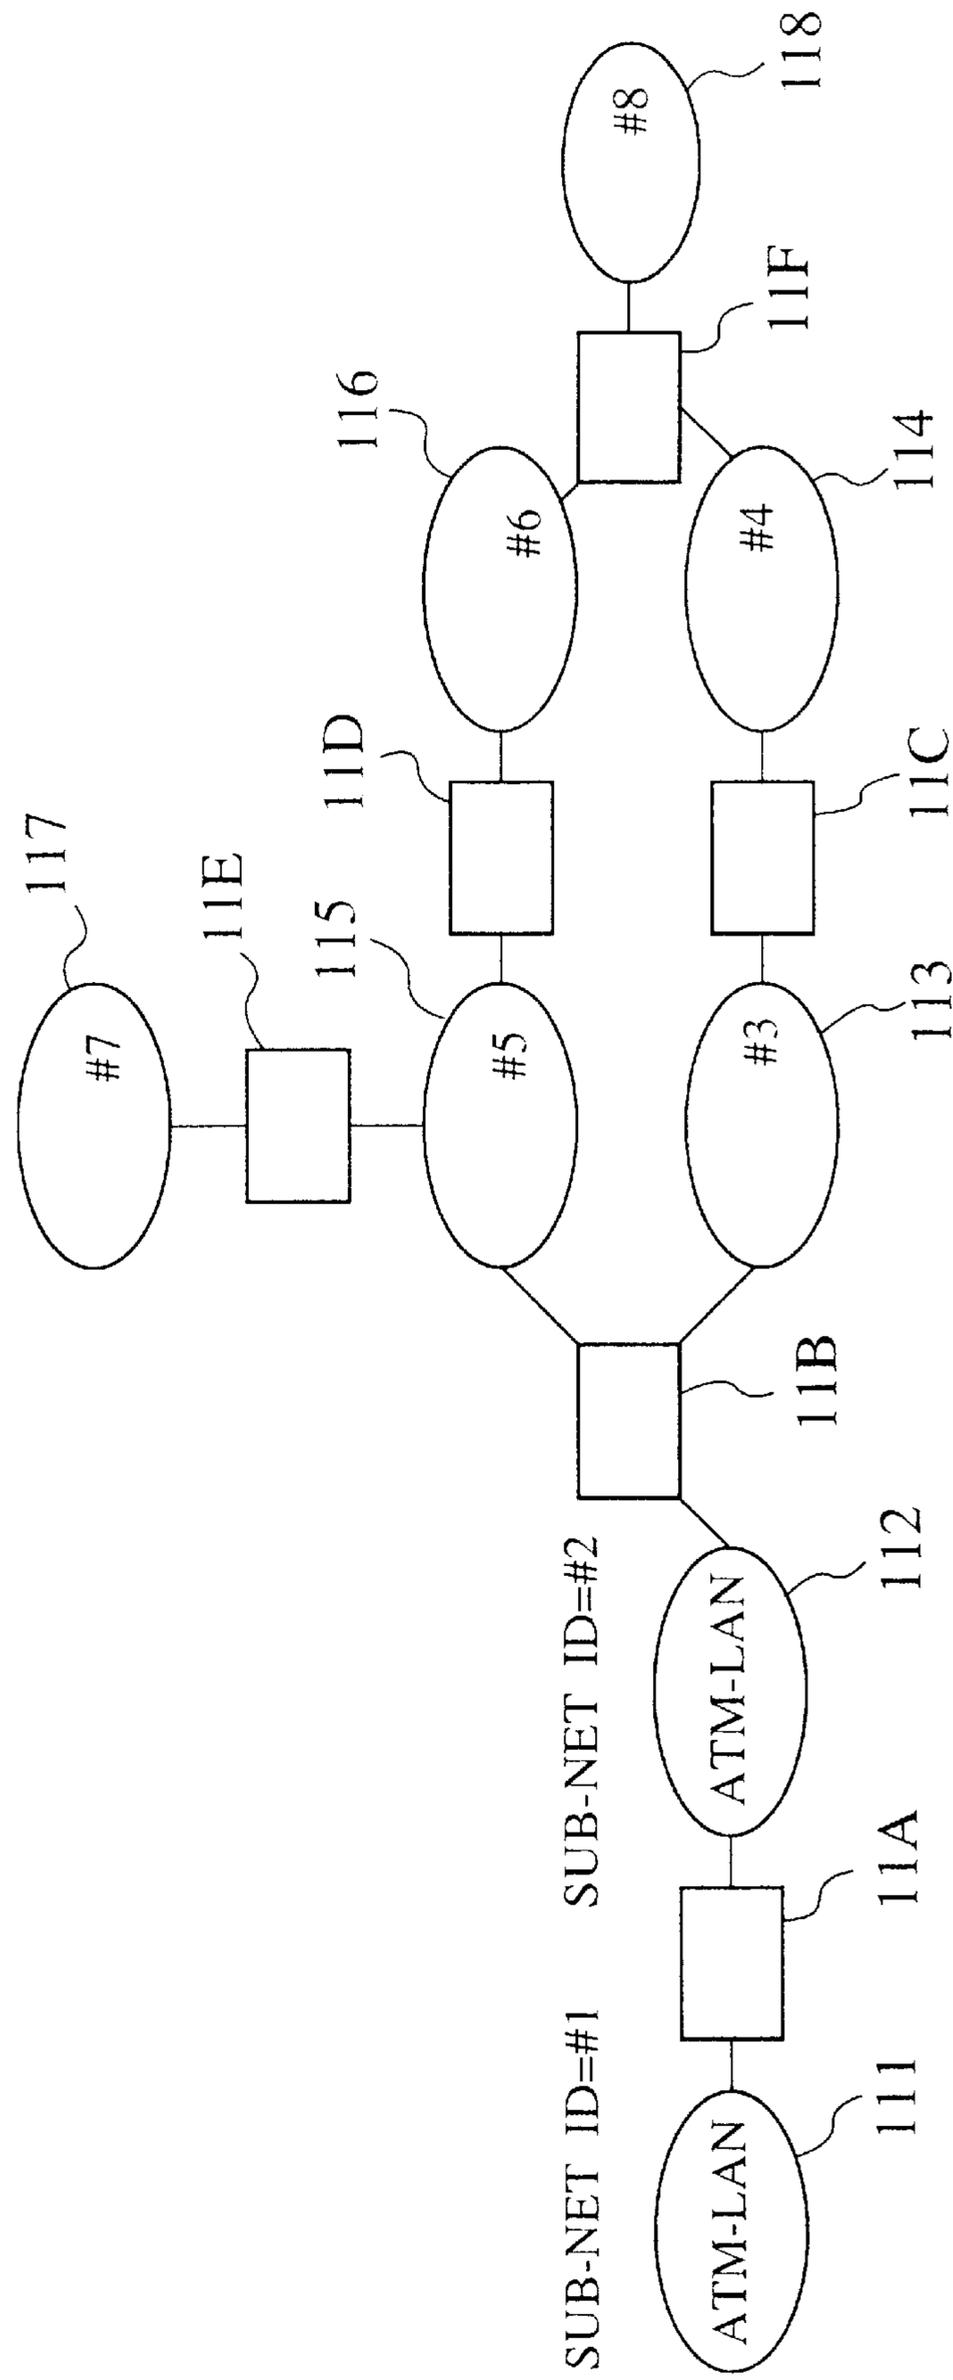 117
#7
11E
115
#5
11D
116
#6
118
#8
11F
114
#4
11C
113
#3
11B
SUB-NET ID=#2
ATM-LAN
112
11A
SUB-NET ID=#1
ATM-LAN
111